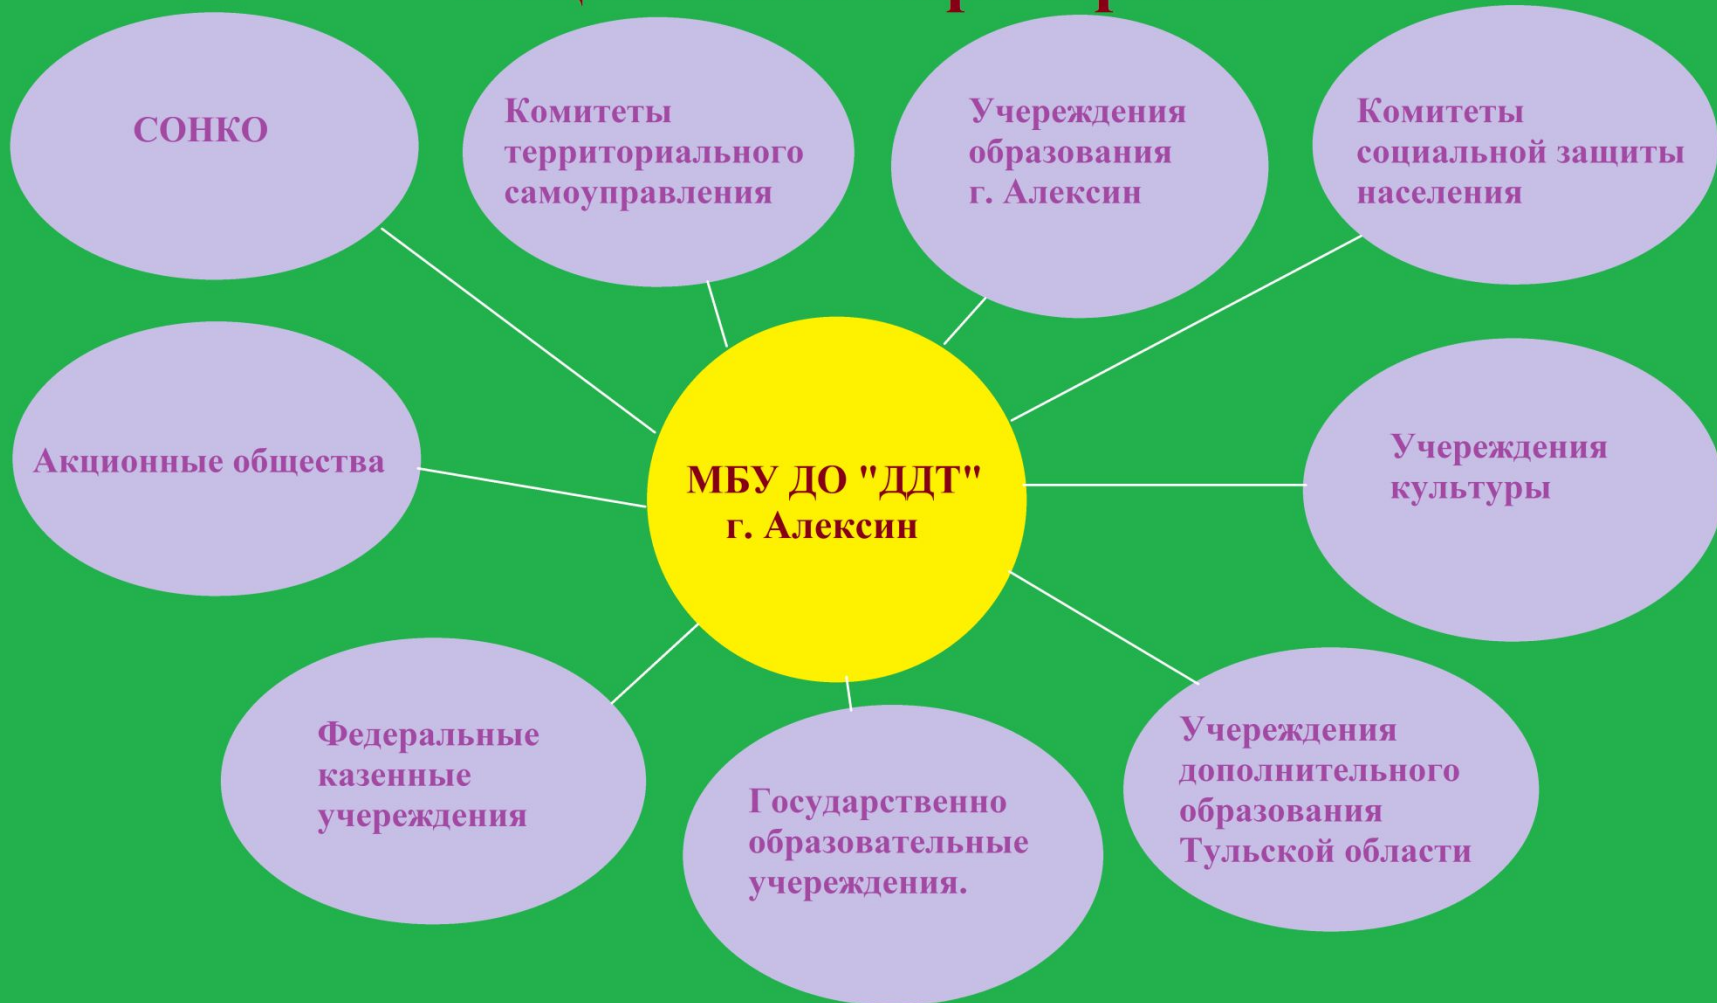 СОНКО
Комитеты
территориального
самоуправления
Учереждения
образования
г. Алексин
Комитеты
социальной защиты
населения
Акционные общества
МБУ ДО "ДДТ"
г. Алексин
Учереждения
культуры
Федеральные
казенные
учереждения
Государственно
образовательные
учереждения.
Учереждения
дополнительного
образования
Тульской области